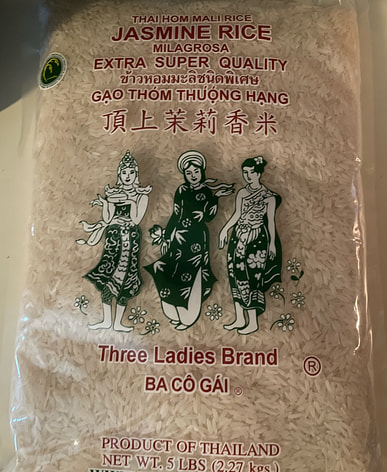 THAI HOM MALI RICE
JASMINE RICE
MILAGROSA
EXTRA SUPER QUALITY
ข้าวหอมมะลิชนิดพิเศษ
GẠO THÓM THƯỢNG HẠNG
頂上茉莉香米
Three Ladies Brand
®
BA CÔ GÁI
®
PRODUCT OF THAILAND
NET WT. 5 LBS (2.27 kgs.)